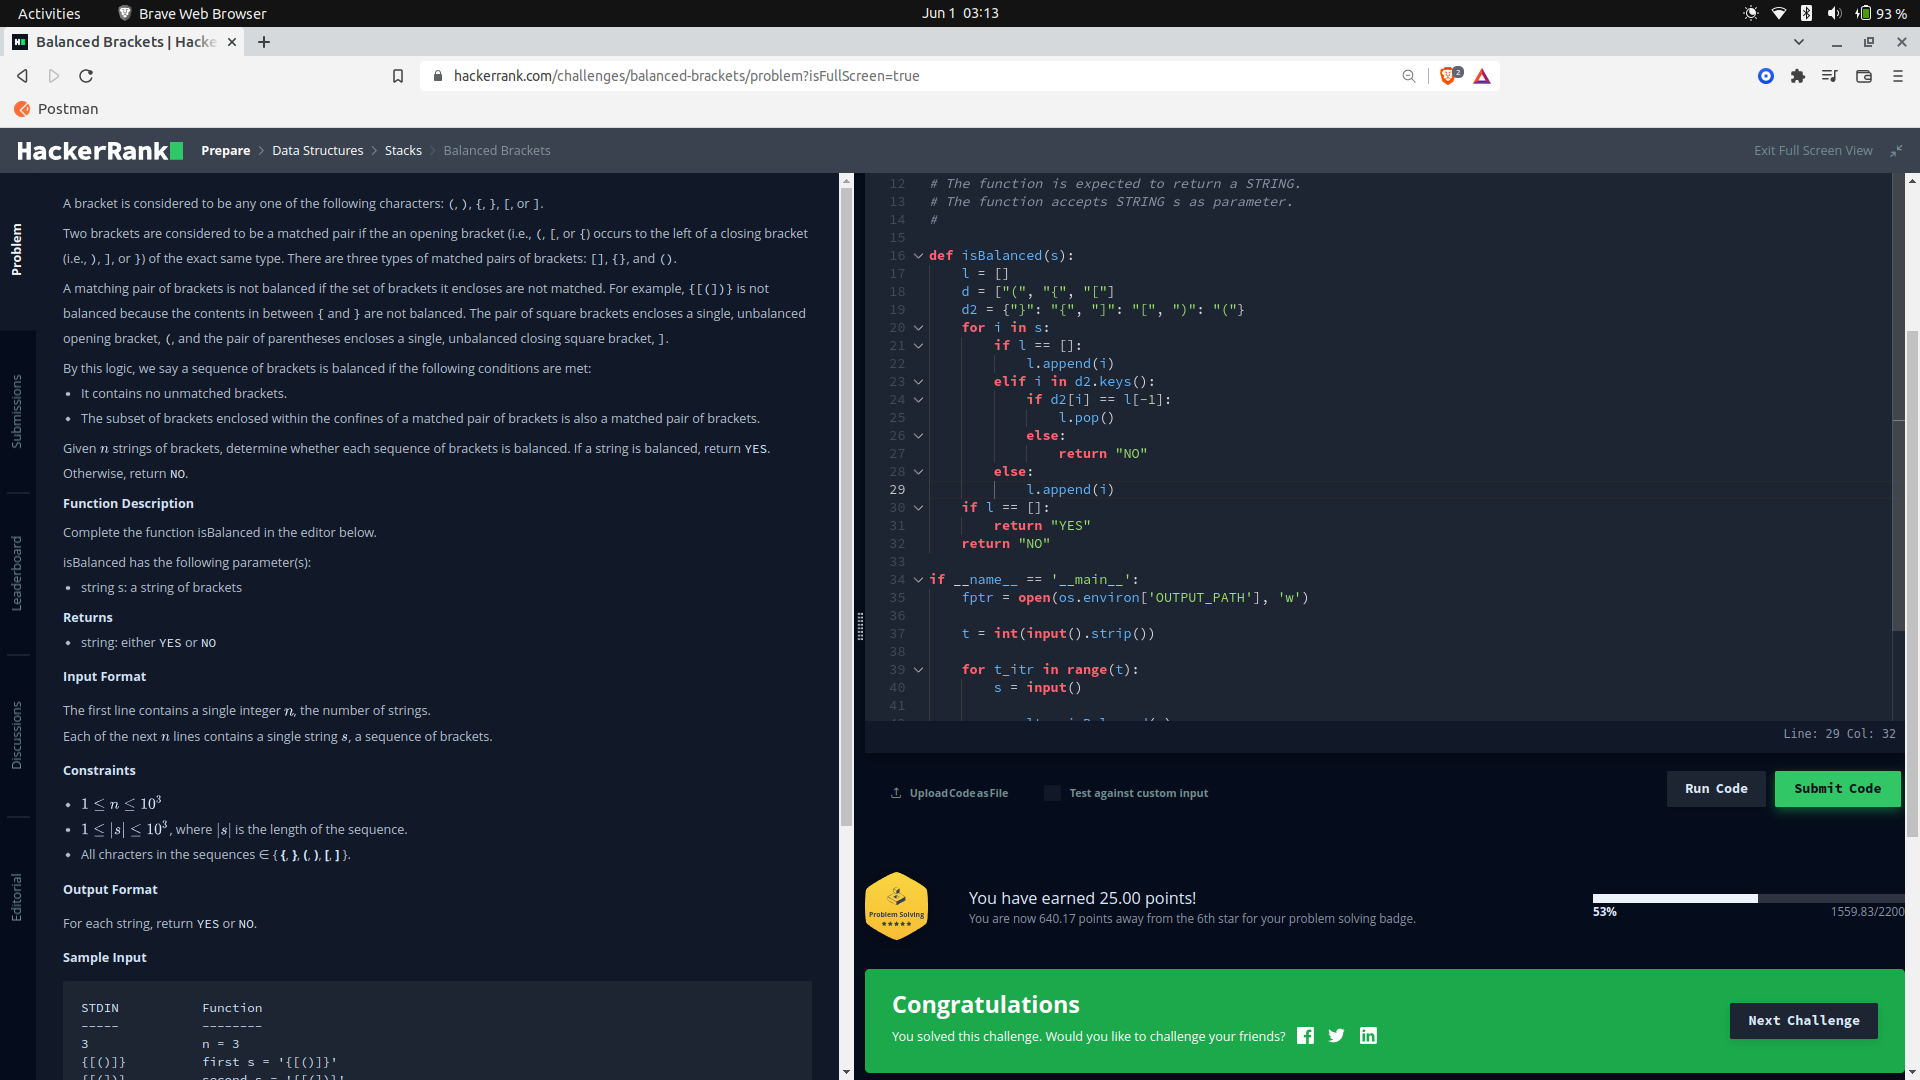 Activities
Brave Web Browser
Jun 1 03:13
93 %
Balanced Brackets | Hacke
hackerrank.com/challenges/balanced-brackets/problem?isFullScreen=true
2
Postman
HackerRank
Prepare > Data Structures > Stacks > Balanced Brackets
Exit Full Screen View
Problem
Submissions
Leaderboard
Discussions
Editorial
A bracket is considered to be any one of the following characters: (, ), {, }, [, or ].
Two brackets are considered to be a matched pair if the an opening bracket (i.e., (, [, or {) occurs to the left of a closing bracket
(i.e., ), ], or }) of the exact same type. There are three types of matched pairs of brackets: [], {}, and ().
A matching pair of brackets is not balanced if the set of brackets it encloses are not matched. For example, {[(])} is not
balanced because the contents in between { and } are not balanced. The pair of square brackets encloses a single, unbalanced
opening bracket, (, and the pair of parentheses encloses a single, unbalanced closing square bracket, ].
By this logic, we say a sequence of brackets is balanced if the following conditions are met:
• It contains no unmatched brackets.
• The subset of brackets enclosed within the confines of a matched pair of brackets is also a matched pair of brackets.
Given n strings of brackets, determine whether each sequence of brackets is balanced. If a string is balanced, return YES.
Otherwise, return NO.
Function Description
Complete the function isBalanced in the editor below.
isBalanced has the following parameter(s):
• string s: a string of brackets
Returns
• string: either YES or NO
Input Format
The first line contains a single integer n, the number of strings.
Each of the next n lines contains a single string s, a sequence of brackets.
Constraints
• 1 ≤ n ≤ 10³
• 1 ≤ |s| ≤ 10³, where |s| is the length of the sequence.
• All chracters in the sequences ∈ { {, }, (, ), [, ] }.
Output Format
For each string, return YES or NO.
Sample Input
STDIN Function
----- --------
3 n = 3
{[()]} first s = '{[()]}'
{[(])} second s = '{[(])}'
12 # The function is expected to return a STRING.
13 # The function accepts STRING s as parameter.
14 #
15
16 def isBalanced(s):
17 l = []
18 d = ["(", "{", "["]
19 d2 = {"}": "{", "]": "[", ")": "("}
20 for i in s:
21 if l == []:
22 l.append(i)
23 elif i in d2.keys():
24 if d2[i] == l[-1]:
25 l.pop()
26 else:
27 return "NO"
28 else:
29 l.append(i)
30 if l == []:
31 return "YES"
32 return "NO"
33
34 if __name__ == '__main__':
35 fptr = open(os.environ['OUTPUT_PATH'], 'w')
36
37 t = int(input().strip())
38
39 for t_itr in range(t):
40 s = input()
41
Line: 29 Col: 32
Upload Code as File
Test against custom input
Run Code
Submit Code
Problem Solving
You have earned 25.00 points!
You are now 640.17 points away from the 6th star for your problem solving badge.
53%
1559.83/2200
Congratulations
You solved this challenge. Would you like to challenge your friends?
Next Challenge